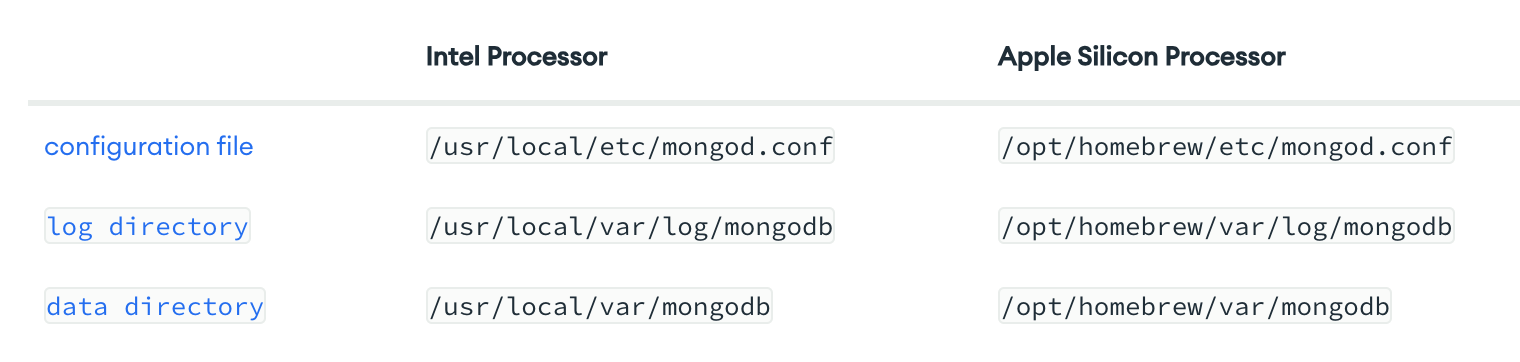 Intel Processor Apple Silicon Processor
configuration file /usr/local/etc/mongod.conf /opt/homebrew/etc/mongod.conf
log directory /usr/local/var/log/mongodb /opt/homebrew/var/log/mongodb
data directory /usr/local/var/mongodb /opt/homebrew/var/mongodb